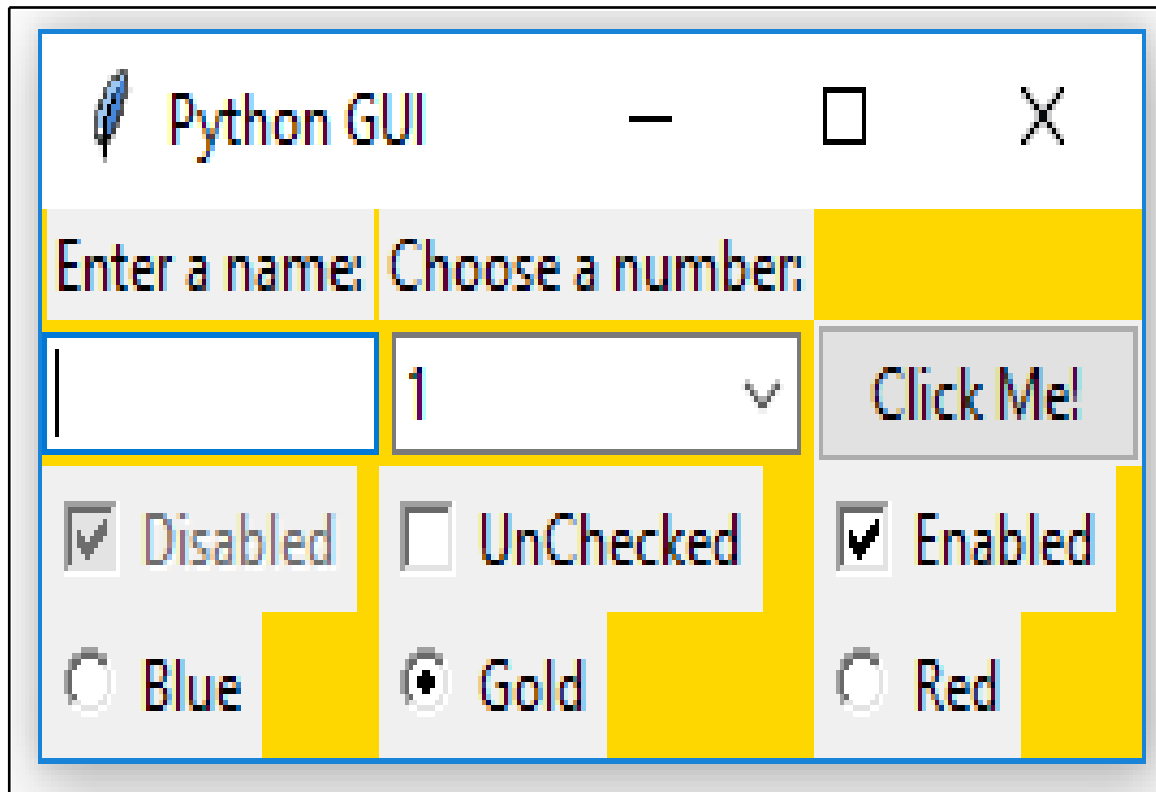 Python GUI
Enter a name: Choose a number:
1 Click Me!
Disabled UnChecked Enabled
Blue Gold Red